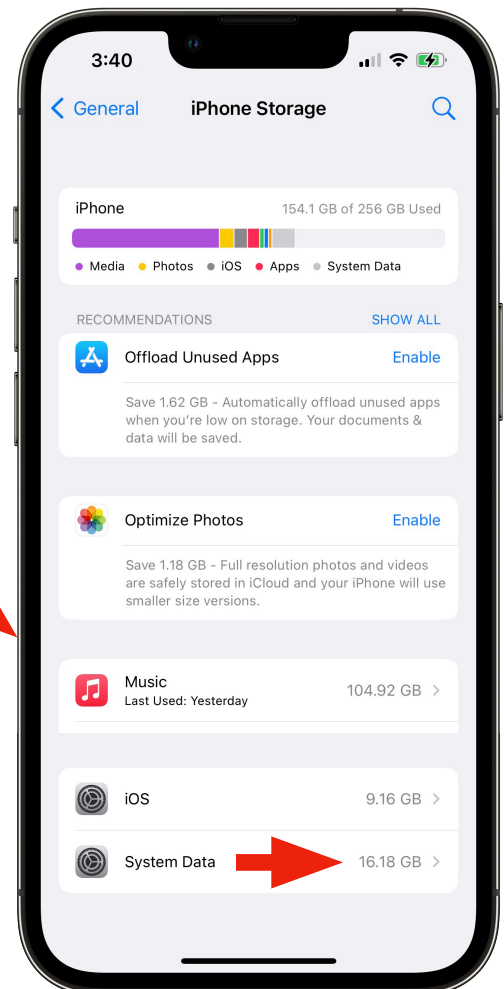 3:40
General
iPhone Storage
iPhone
154.1 GB of 256 GB Used
Media
Photos
iOS
Apps
System Data
RECOMMENDATIONS
SHOW ALL
Offload Unused Apps
Enable
Save 1.62 GB - Automatically offload unused apps
when you’re low on storage. Your documents &
data will be saved.
Optimize Photos
Enable
Save 1.18 GB - Full resolution photos and videos
are safely stored in iCloud and your iPhone will use
smaller size versions.
Music
104.92 GB
Last Used: Yesterday
iOS
9.16 GB
System Data
16.18 GB